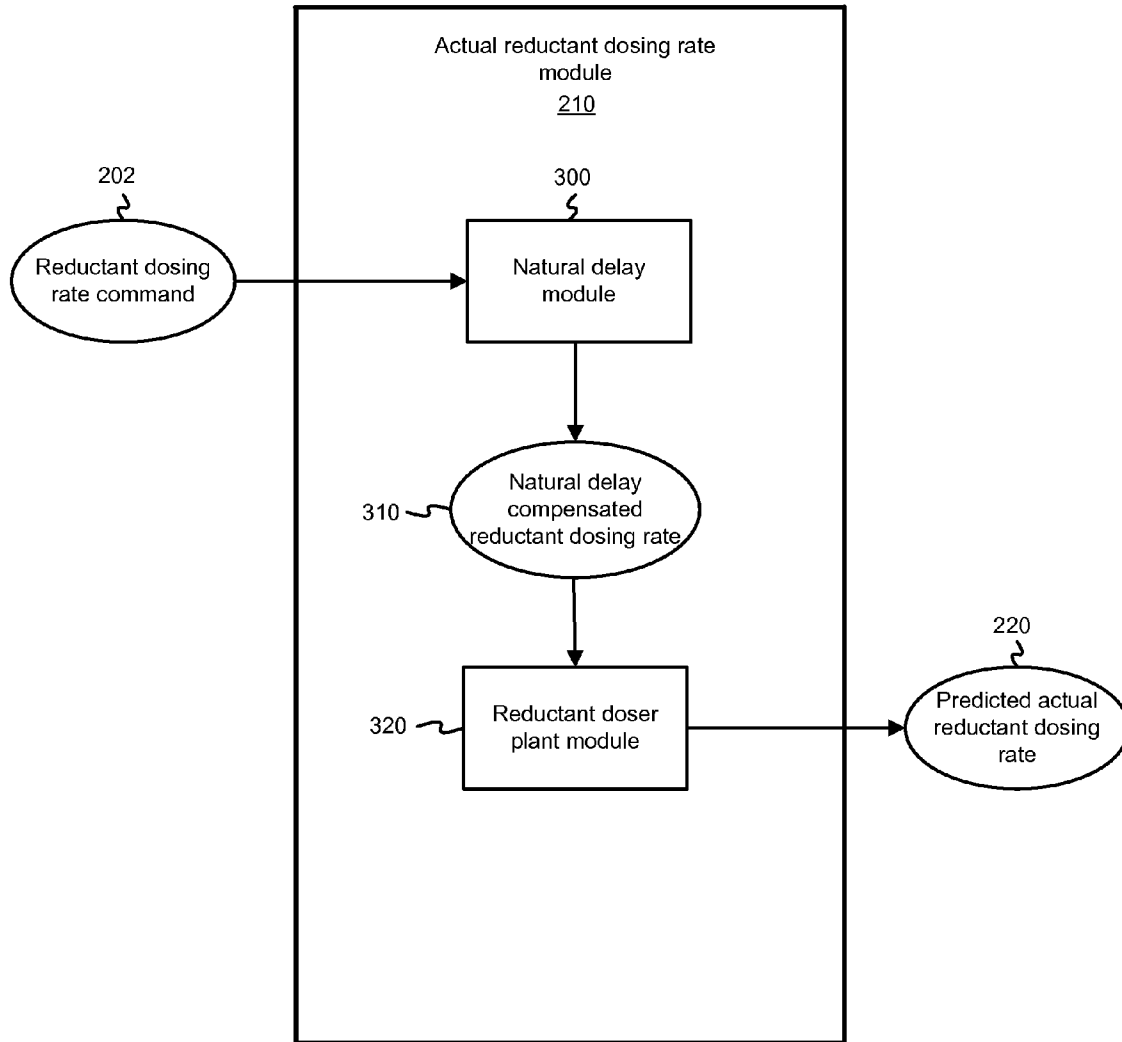 Actual reductant dosing rate
module
210
202
300
Reductant dosing
rate command
Natural delay
module
310
Natural delay
compensated
reductant dosing rate
220
320
Reductant doser
plant module
Predicted actual
reductant dosing
rate